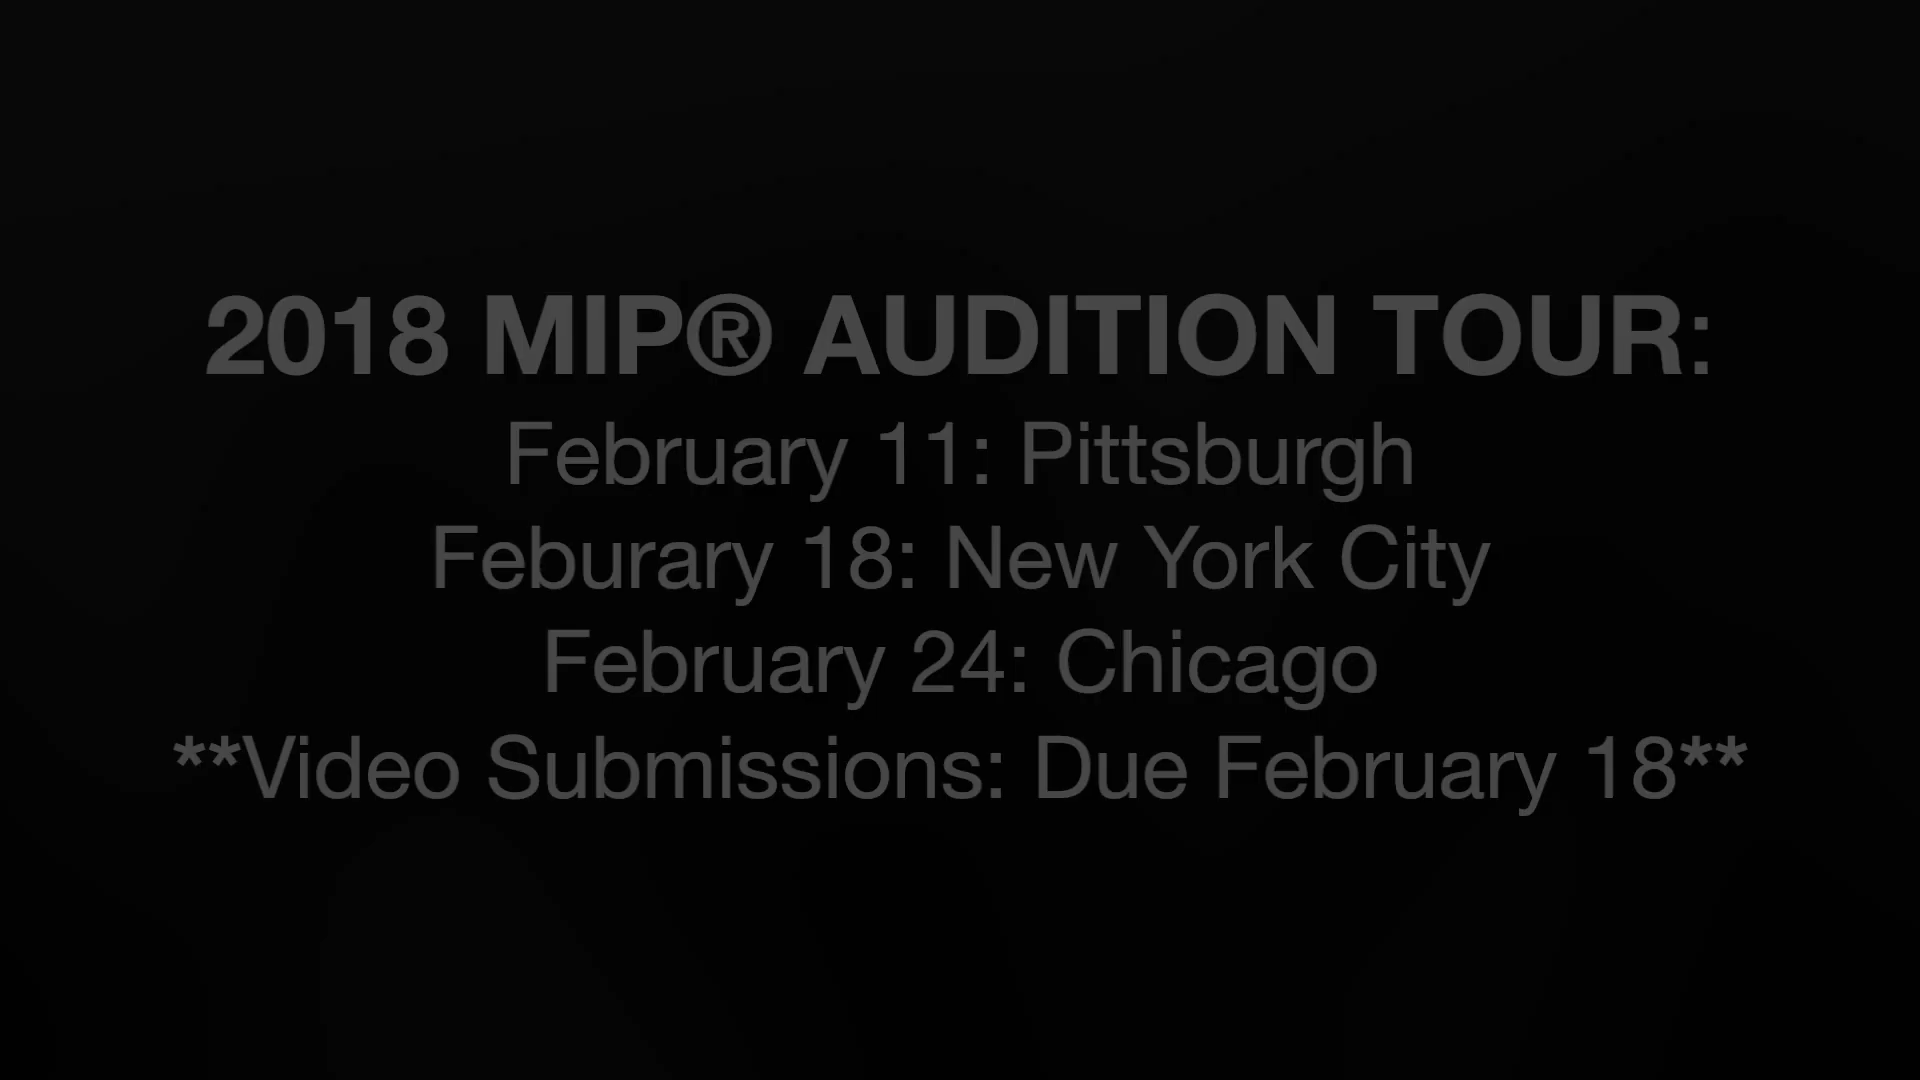 2018 MIP® AUDITION TOUR:
February 11: Pittsburgh
Feburary 18: New York City
February 24: Chicago
**Video Submissions: Due February 18**